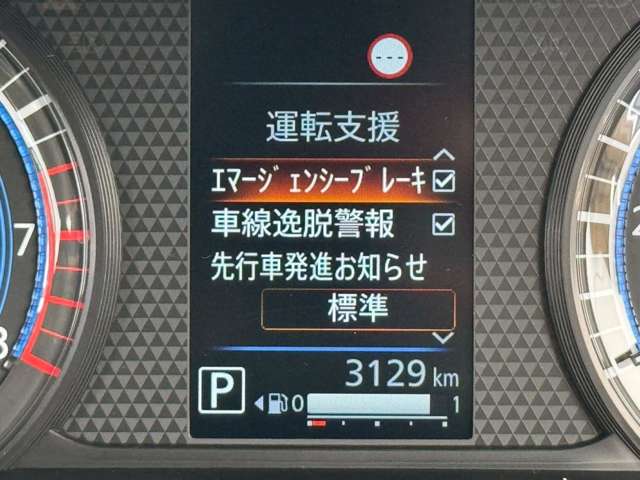 ---
運転支援
ｴﾏｰｼﾞｪﾝｼｰﾌﾞﾚｰｷ
車線逸脱警報
先行車発進お知らせ
標準
3129 km
P
0 1
7
8
2